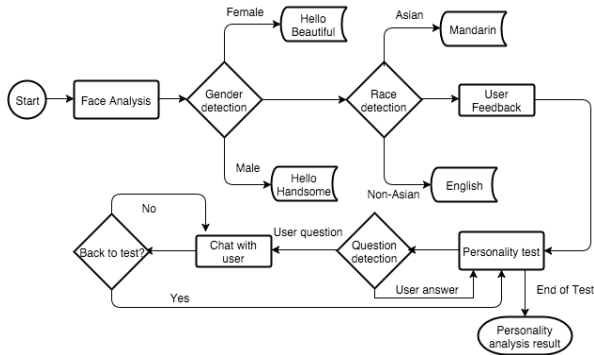 Female
Hello
Beautiful
Asian
Mandarin
Start
Face Analysis
Gender
detection
Race
detection
User
Feedback
Male
Hello
Handsome
Non-Asian
English
No
Back to test?
Chat with
user
User question
Question
detection
Personality test
User answer
Yes
End of Test
Personality
analysis result